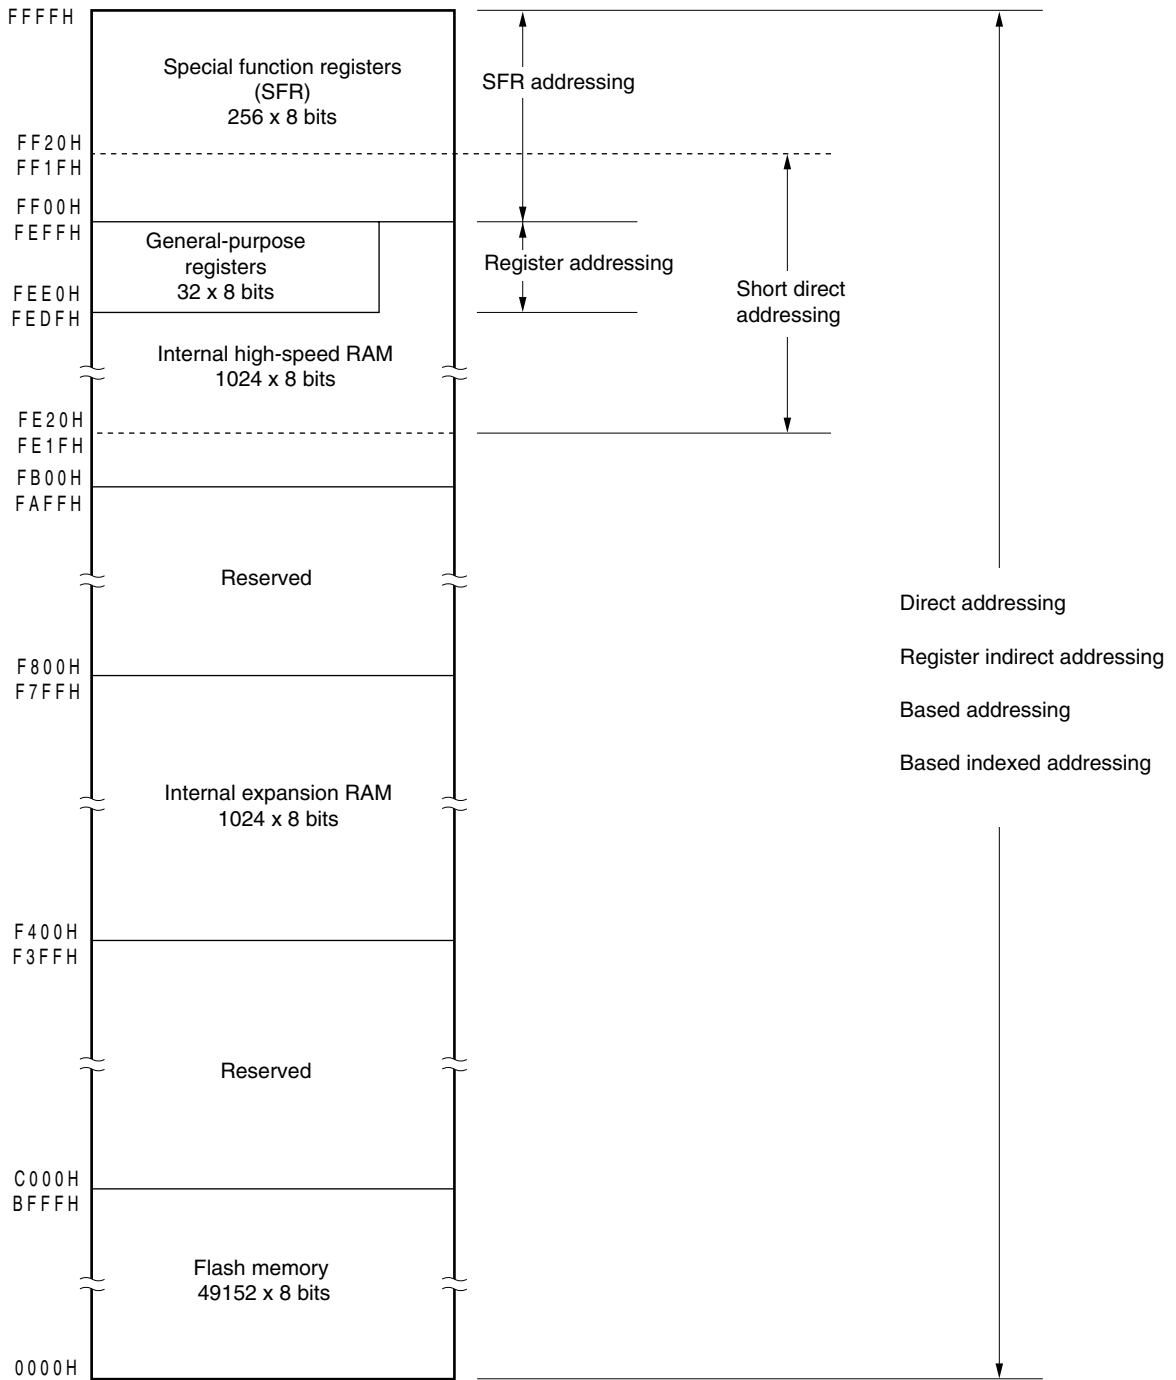 FFFFH
Special function registers
(SFR)
256 x 8 bits
SFR addressing
FF20H
FF1FH
FF00H
FEFFH
General-purpose
registers
32 x 8 bits
Register addressing
Short direct
addressing
FEE0H
FEDFH
Internal high-speed RAM
1024 x 8 bits
FE20H
FE1FH
FB00H
FAFFH
Reserved
Direct addressing
Register indirect addressing
Based addressing
Based indexed addressing
F800H
F7FFH
Internal expansion RAM
1024 x 8 bits
F400H
F3FFH
Reserved
C000H
BFFFH
Flash memory
49152 x 8 bits
0000H